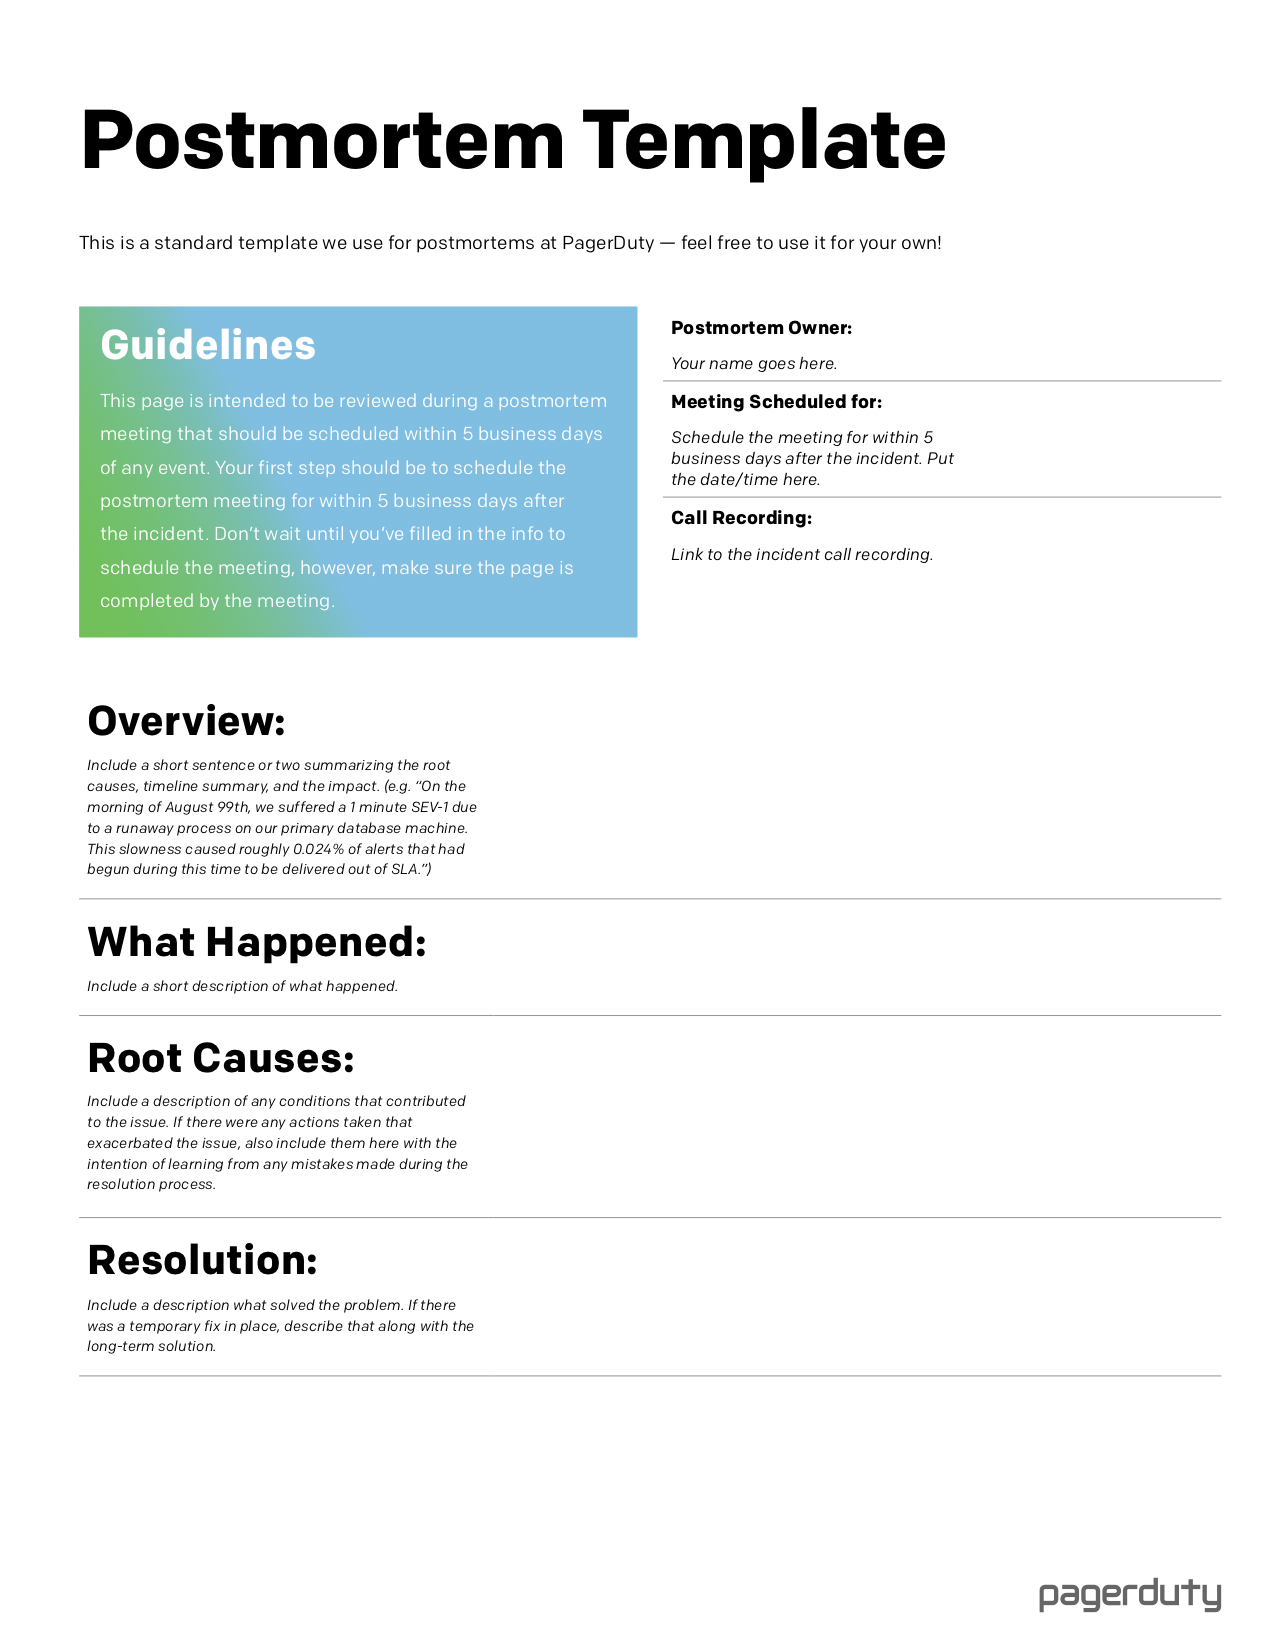 Postmortem Template
This is a standard template we use for postmortems at PagerDuty — feel free to use it for your own!
Guidelines
This page is intended to be reviewed during a postmortem
meeting that should be scheduled within 5 business days
of any event. Your first step should be to schedule the
postmortem meeting for within 5 business days after
the incident. Don’t wait until you’ve filled in the info to
schedule the meeting, however, make sure the page is
completed by the meeting.
Postmortem Owner:
Your name goes here.
Meeting Scheduled for:
Schedule the meeting for within 5
business days after the incident. Put
the date/time here.
Call Recording:
Link to the incident call recording.
Overview:
Include a short sentence or two summarizing the root
causes, timeline summary, and the impact. (e.g. “On the
morning of August 99th, we suffered a 1 minute SEV-1 due
to a runaway process on our primary database machine.
This slowness caused roughly 0.024% of alerts that had
begun during this time to be delivered out of SLA.”)
What Happened:
Include a short description of what happened.
Root Causes:
Include a description of any conditions that contributed
to the issue. If there were any actions taken that
exacerbated the issue, also include them here with the
intention of learning from any mistakes made during the
resolution process.
Resolution:
Include a description what solved the problem. If there
was a temporary fix in place, describe that along with the
long-term solution.
pagerduty